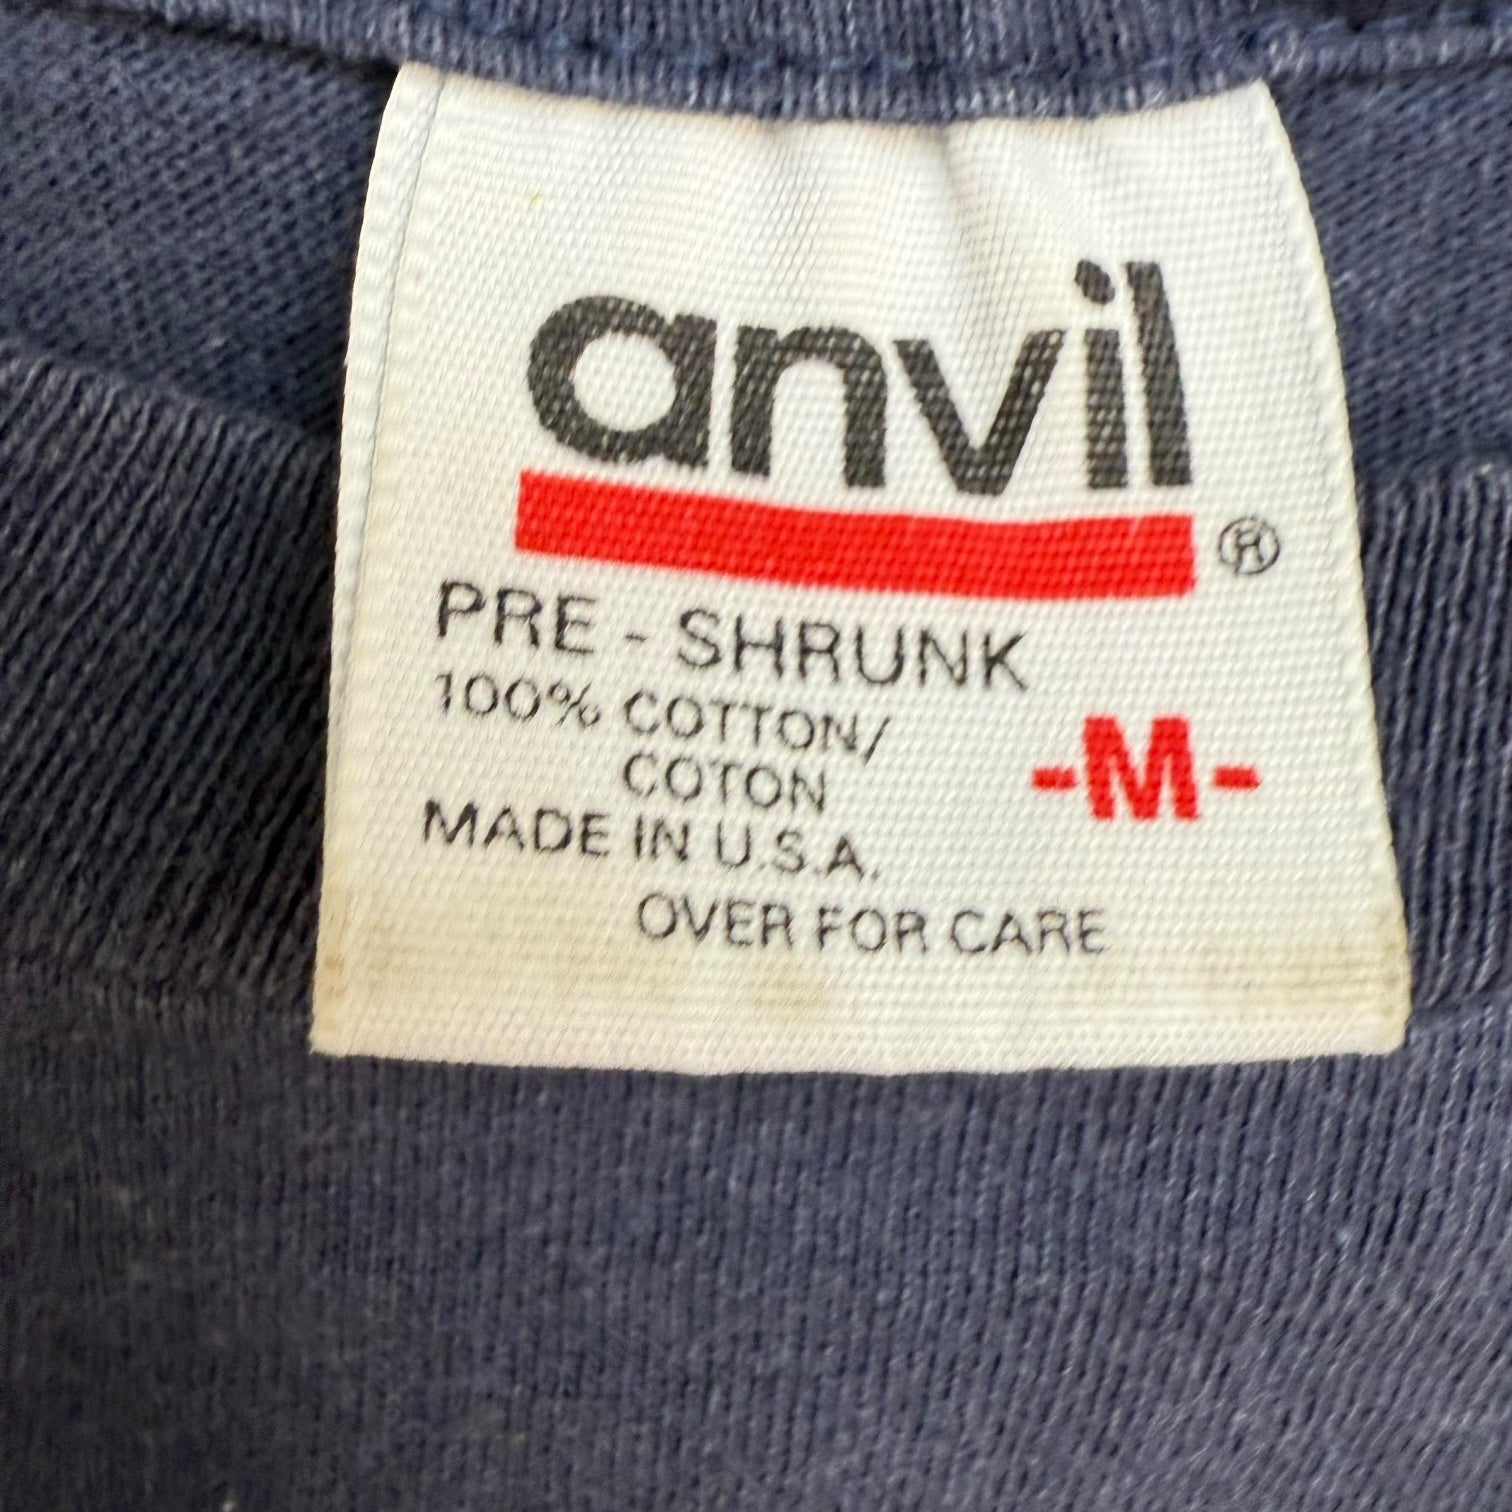 anvil ®
PRE - SHRUNK
100% COTTON/
COTON
-M-
MADE IN U.S.A.
OVER FOR CARE